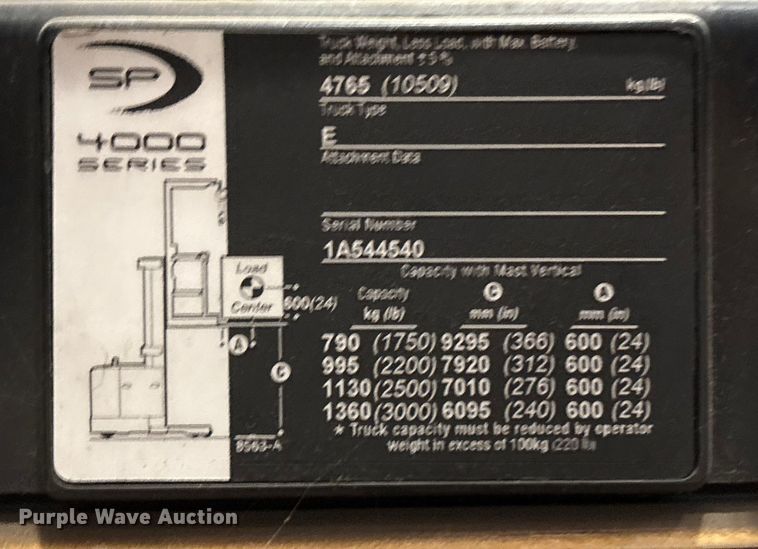 SP
4000
SERIES
Truck Weight, Less Load, with Max. Battery,
and Attachment ± 5 %
4765 (10509) kg(lb)
Truck Type
E
Attachment Data
Serial Number
1A544540
Capacity with Mast Vertical
Load
Center
600(24)
A
G
8563-A
Capacity G A
kg (lb) mm (in) mm (in)
790 (1750) 9295 (366) 600 (24)
995 (2200) 7920 (312) 600 (24)
1130 (2500) 7010 (276) 600 (24)
1360 (3000) 6095 (240) 600 (24)
* Truck capacity must be reduced by operator
weight in excess of 100kg (220 lb
Purple Wave Auction